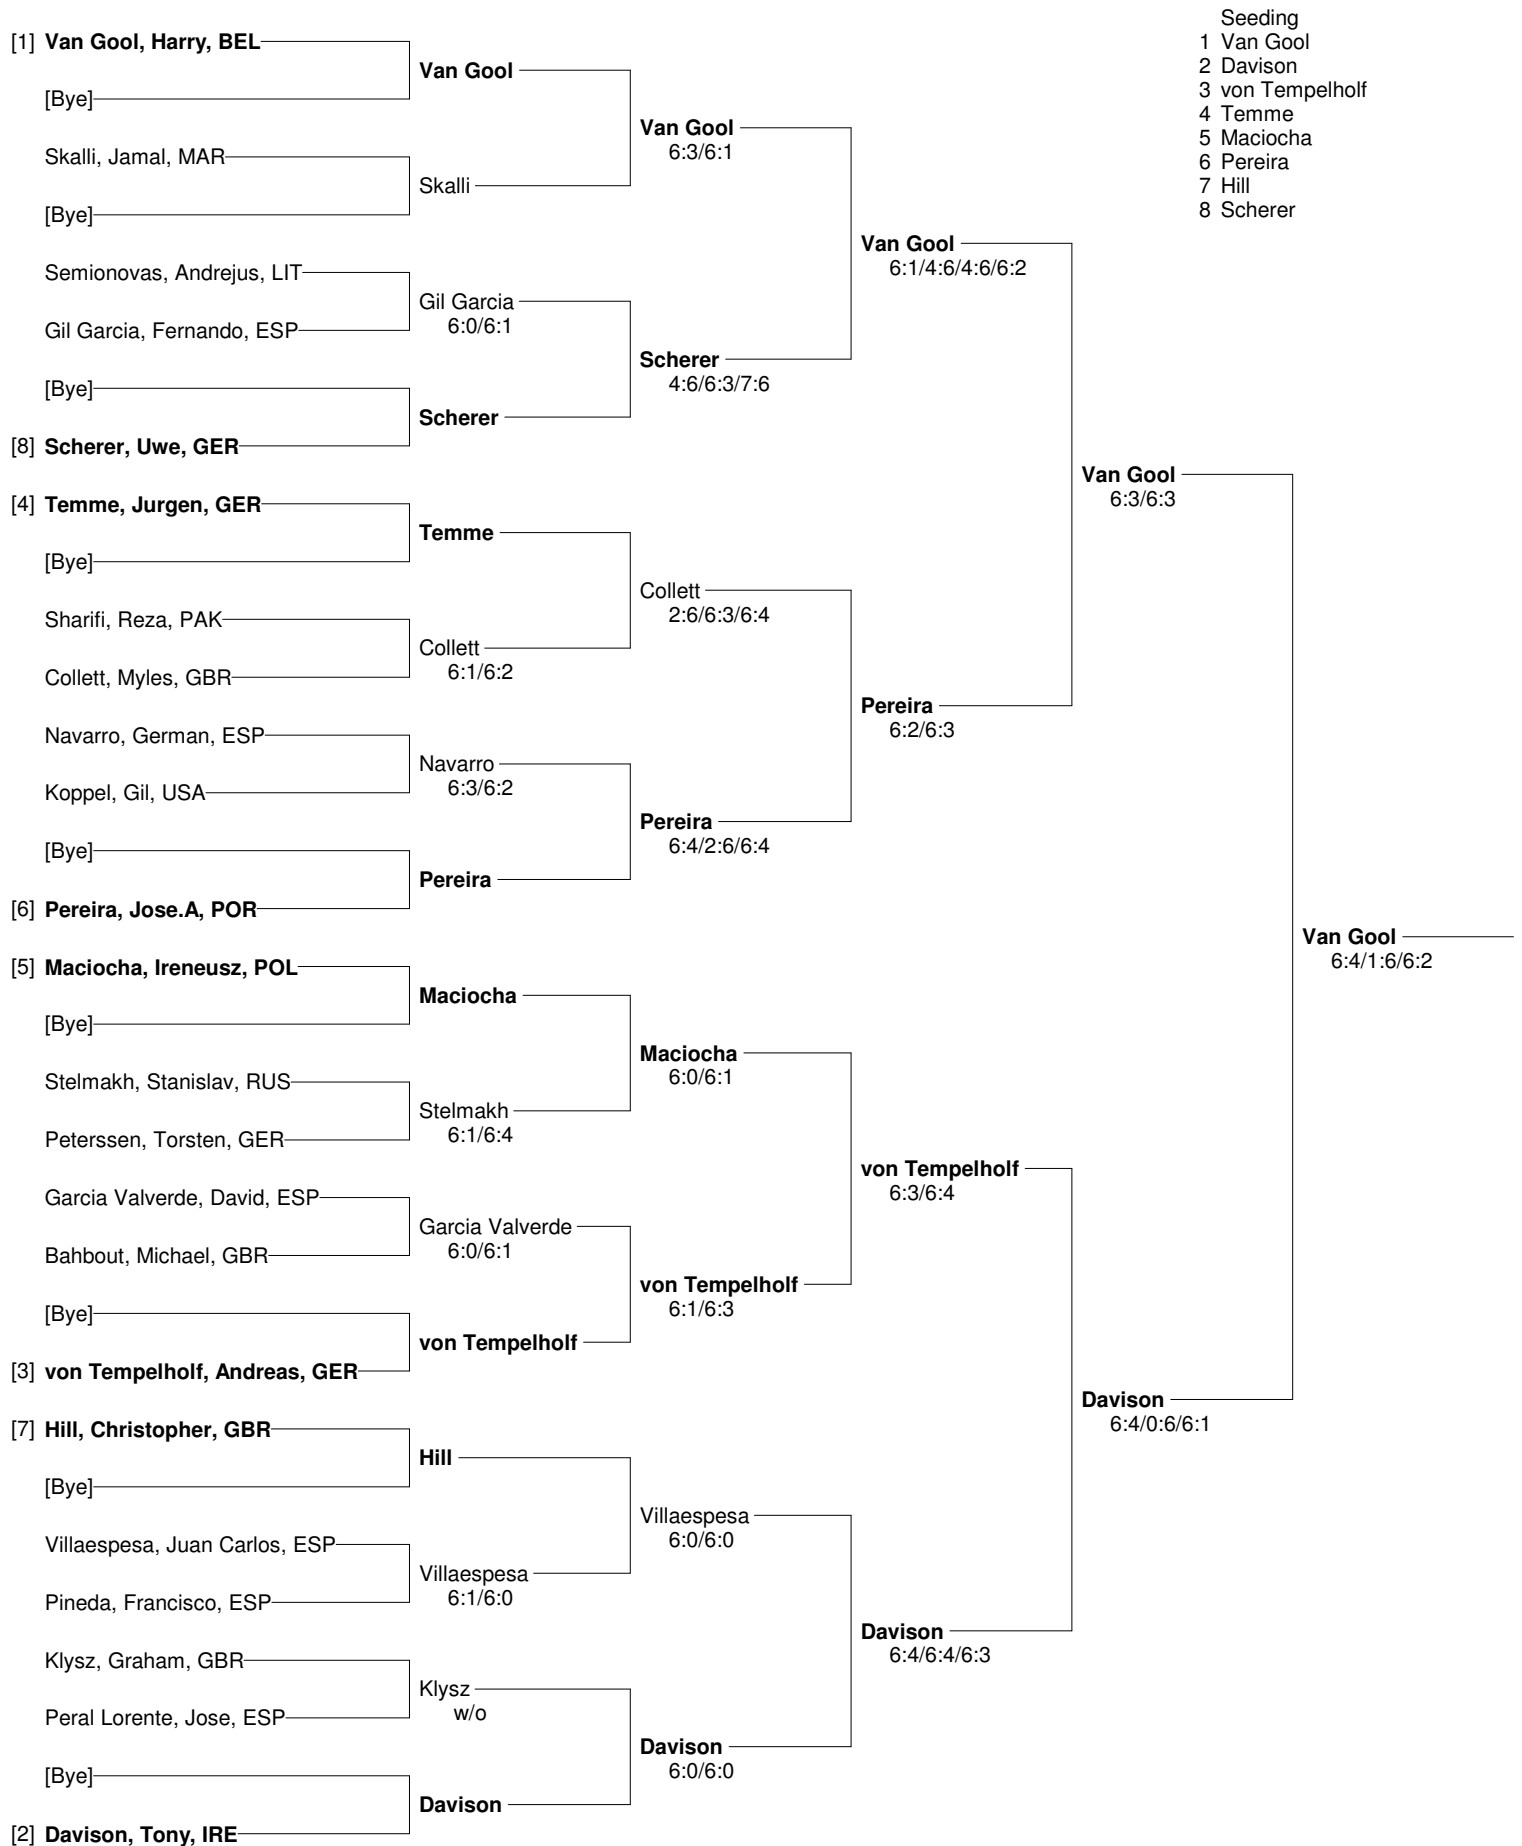 Seeding
1 Van Gool
2 Davison
3 von Tempelholf
4 Temme
5 Maciocha
6 Pereira
7 Hill
8 Scherer
[1] Van Gool, Harry, BEL
[Bye]
Skalli, Jamal, MAR
[Bye]
Semionovas, Andrejus, LIT
Gil Garcia, Fernando, ESP
[Bye]
[8] Scherer, Uwe, GER
[4] Temme, Jurgen, GER
[Bye]
Sharifi, Reza, PAK
Collett, Myles, GBR
Navarro, German, ESP
Koppel, Gil, USA
[Bye]
[6] Pereira, Jose.A, POR
[5] Maciocha, Ireneusz, POL
[Bye]
Stelmakh, Stanislav, RUS
Peterssen, Torsten, GER
Garcia Valverde, David, ESP
Bahbout, Michael, GBR
[Bye]
[3] von Tempelholf, Andreas, GER
[7] Hill, Christopher, GBR
[Bye]
Villaespesa, Juan Carlos, ESP
Pineda, Francisco, ESP
Klysz, Graham, GBR
Peral Lorente, Jose, ESP
[Bye]
[2] Davison, Tony, IRE
Van Gool
Skalli
Gil Garcia
6:0/6:1
Scherer
Temme
Collett
6:1/6:2
Navarro
6:3/6:2
Pereira
Maciocha
Stelmakh
6:1/6:4
Garcia Valverde
6:0/6:1
von Tempelholf
Hill
Villaespesa
6:1/6:0
Klysz
w/o
Davison
Van Gool
6:3/6:1
Scherer
4:6/6:3/7:6
Collett
2:6/6:3/6:4
Pereira
6:4/2:6/6:4
Maciocha
6:0/6:1
von Tempelholf
6:1/6:3
Villaespesa
6:0/6:0
Davison
6:0/6:0
Van Gool
6:1/4:6/4:6/6:2
Pereira
6:2/6:3
von Tempelholf
6:3/6:4
Davison
6:4/6:4/6:3
Van Gool
6:3/6:3
Davison
6:4/0:6/6:1
Van Gool
6:4/1:6/6:2